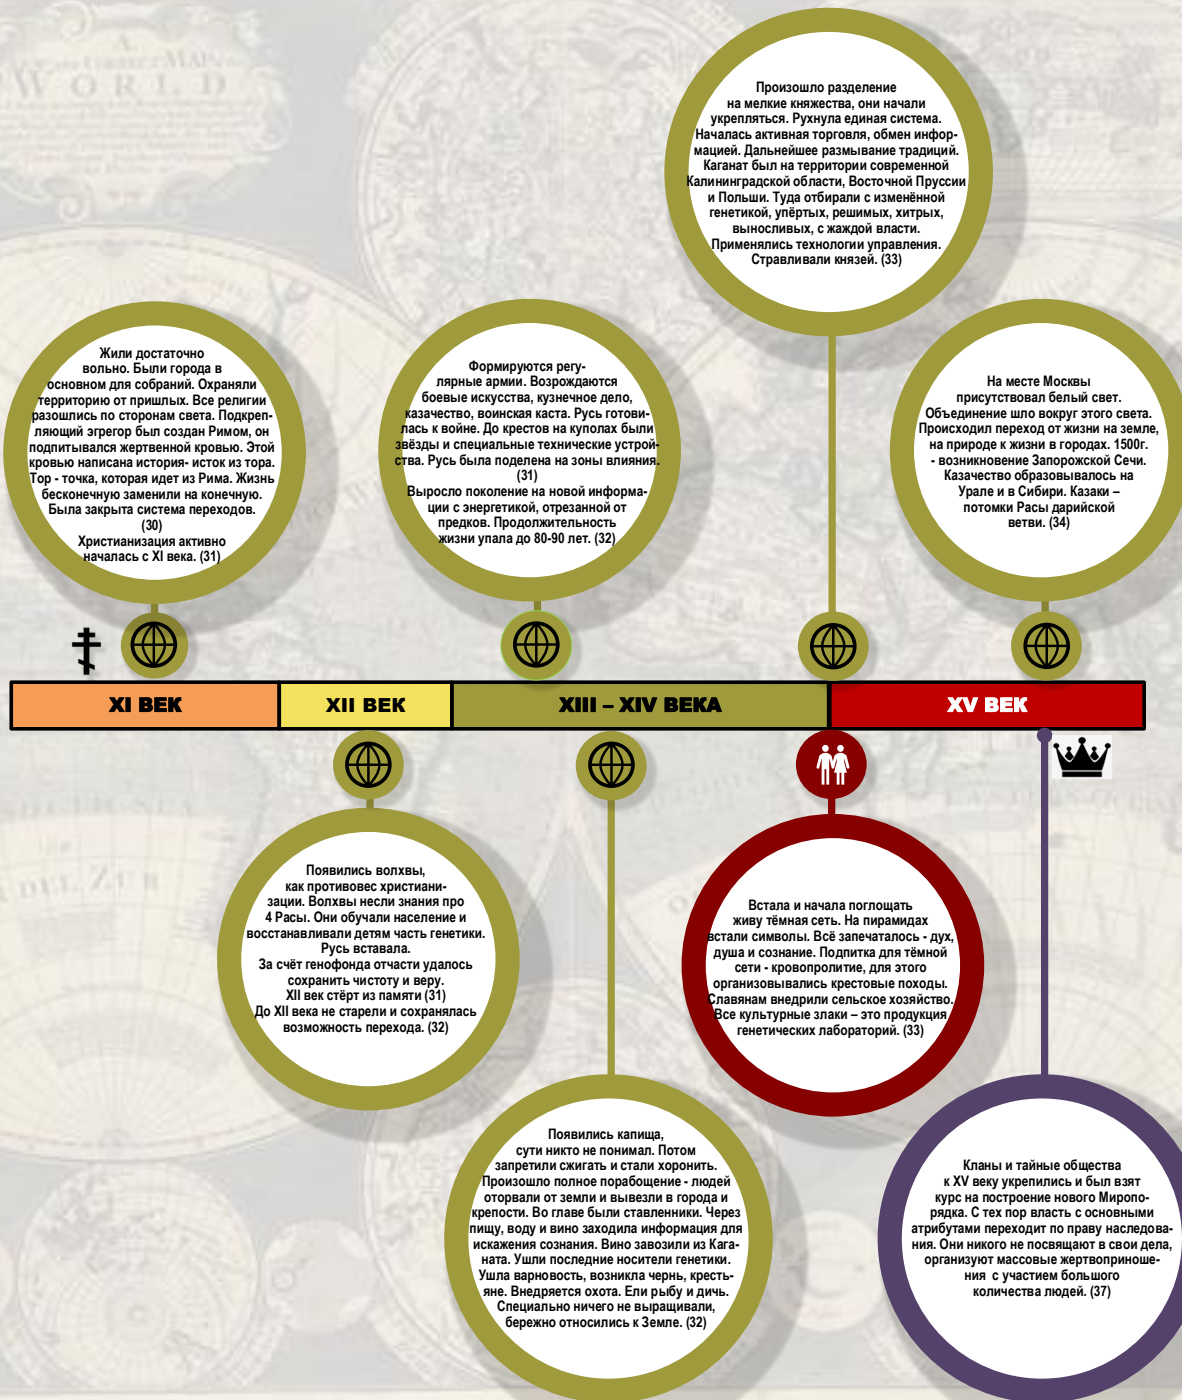 WORLD
Произошло разделение
на мелкие княжества, они начали
укрепляться. Рухнула единая система.
Началась активная торговля, обмен инфор-
мацией. Дальнейшее размывание традиций.
Каганат был на территории современной
Калининградской области, Восточной Пруссии
и Польши. Туда отбирали с изменённой
генетикой, упёртых, решимых, хитрых,
выносливых, с жаждой власти.
Применялись технологии управления.
Стравливали князей. (33)
Жили достаточно
вольно. Были города в
основном для собраний. Охраняли
территорию от пришлых. Все религии
разошлись по сторонам света. Подкреп-
ляющий эгрегор был создан Римом, он
подпитывался жертвенной кровью. Этой
кровью написана история- исток из тора.
Тор - точка, которая идет из Рима. Жизнь
бесконечную заменили на конечную.
Была закрыта система переходов.
(30)
Христианизация активно
началась с XI века. (31)
Формируются регу-
лярные армии. Возрождаются
боевые искусства, кузнечное дело,
казачество, воинская каста. Русь готови-
лась к войне. До крестов на куполах были
звёзды и специальные технические устрой-
ства. Русь была поделена на зоны влияния.
(31)
Выросло поколение на новой информа-
ции с энергетикой, отрезанной от
предков. Продолжительность
жизни упала до 80-90 лет. (32)
На месте Москвы
присутствовал белый свет.
Объединение шло вокруг этого света.
Происходил переход от жизни на земле,
на природе к жизни в городах. 1500г.
- возникновение Запорожской Сечи.
Казачество образовывалось на
Урале и в Сибири. Казаки –
потомки Расы дарийской
ветви. (34)
XI ВЕК
XII ВЕК
XIII – XIV ВЕКА
XV ВЕК
Появились волхвы,
как противовес христиани-
зации. Волхвы несли знания про
4 Расы. Они обучали население и
восстанавливали детям часть генетики.
Русь вставала.
За счёт генофонда отчасти удалось
сохранить чистоту и веру.
XII век стёрт из памяти (31)
До XII века не старели и сохранялась
возможность перехода. (32)
Встала и начала поглощать
живу тёмная сеть. На пирамидах
встали символы. Всё запечаталось - дух,
душа и сознание. Подпитка для тёмной
сети - кровопролитие, для этого
организовывались крестовые походы.
Славянам внедрили сельское хозяйство.
Все культурные злаки – это продукция
генетических лабораторий. (33)
Появились капища,
сути никто не понимал. Потом
запретили сжигать и стали хоронить.
Произошло полное порабощение - людей
оторвали от земли и вывезли в города и
крепости. Во главе были ставленники. Через
пищу, воду и вино заходила информация для
искажения сознания. Вино завозили из Кага-
ната. Ушли последние носители генетики.
Ушла варновость, возникла чернь, кресть-
яне. Внедряется охота. Ели рыбу и дичь.
Специально ничего не выращивали,
бережно относились к Земле. (32)
Кланы и тайные общества
к XV веку укрепились и был взят
курс на построение нового Миропо-
рядка. С тех пор власть с основными
атрибутами переходит по праву наследова-
ния. Они никого не посвящают в свои дела,
организуют массовые жертвоприноше-
ния с участием большого
количества людей. (37)